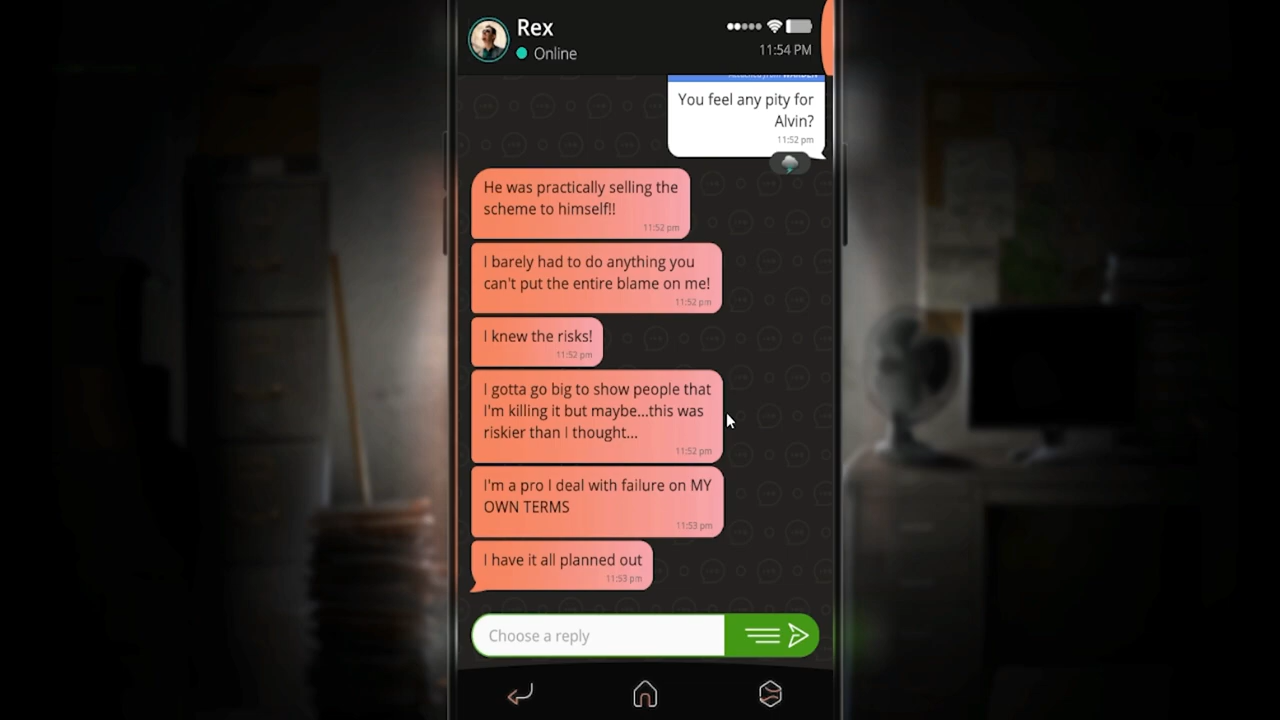 Rex
Online
11:54 PM
WARDEN
You feel any pity for
Alvin?
11:52 pm
He was practically selling the
scheme to himself!!
11:52 pm
I barely had to do anything you
can't put the entire blame on me!
11:52 pm
I knew the risks!
11:52 pm
I gotta go big to show people that
I'm killing it but maybe...this was
riskier than I thought...
11:52 pm
I'm a pro I deal with failure on MY
OWN TERMS
11:53 pm
I have it all planned out
11:53 pm
Choose a reply